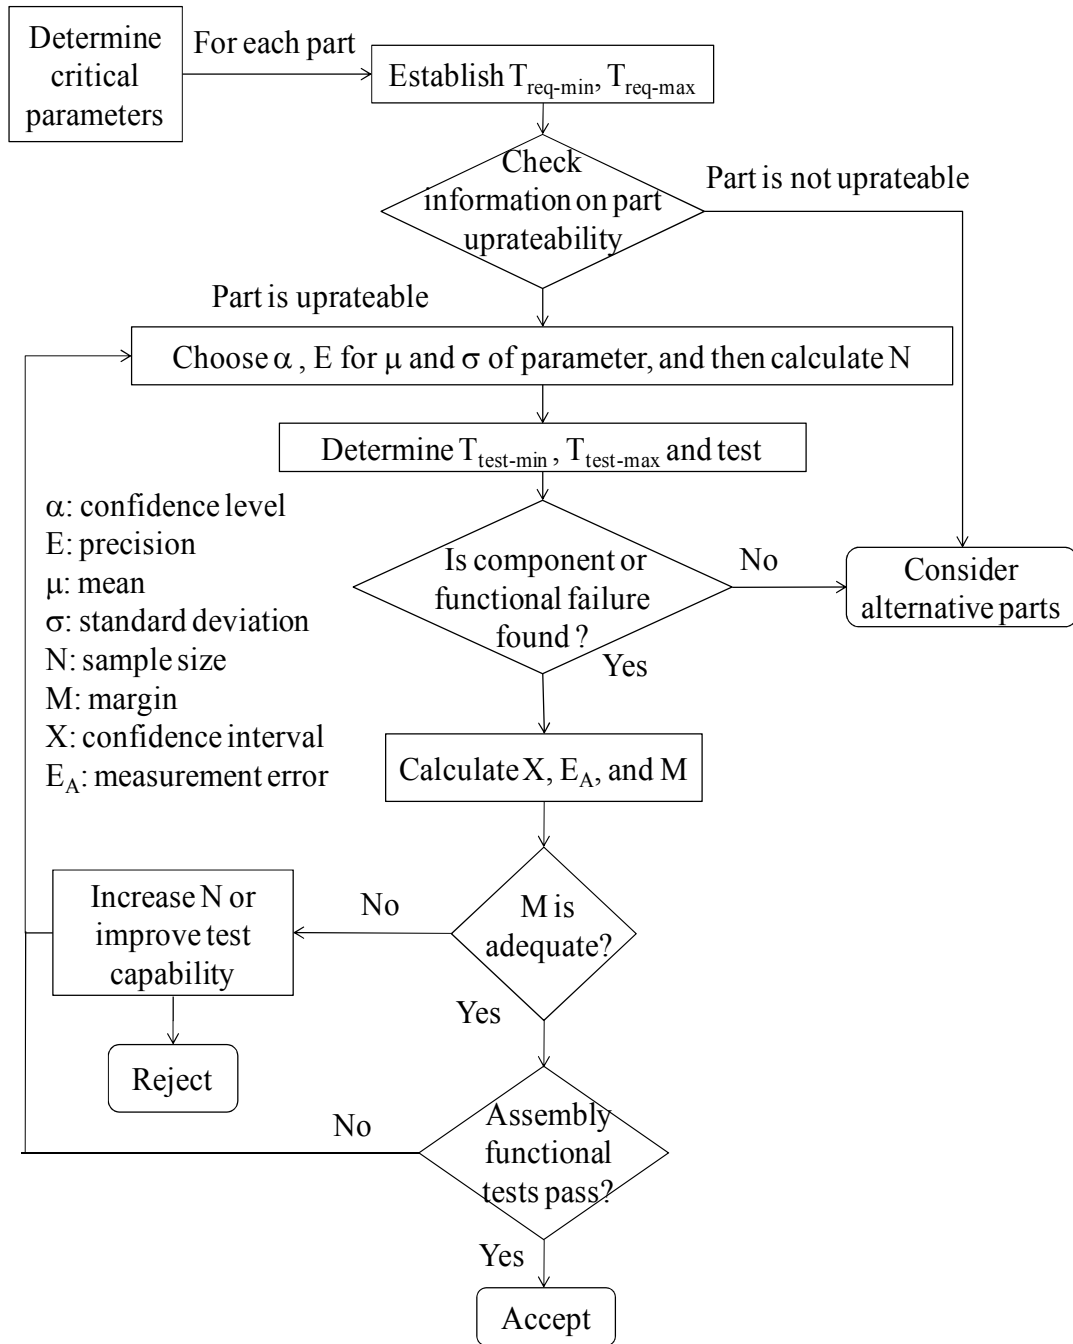 Determine
critical
parameters
For each part
Establish T_req-min, T_req-max
Check
information on part
uprateability
Part is not uprateable
Part is uprateable
Choose α , E for μ and σ of parameter, and then calculate N
Determine T_test-min , T_test-max and test
α: confidence level
E: precision
μ: mean
σ: standard deviation
N: sample size
M: margin
X: confidence interval
E_A: measurement error
Is component or
functional failure
found ?
No
Consider
alternative parts
Yes
Calculate X, E_A, and M
M is
adequate?
No
Increase N or
improve test
capability
Reject
Yes
Assembly
functional
tests pass?
No
Yes
Accept